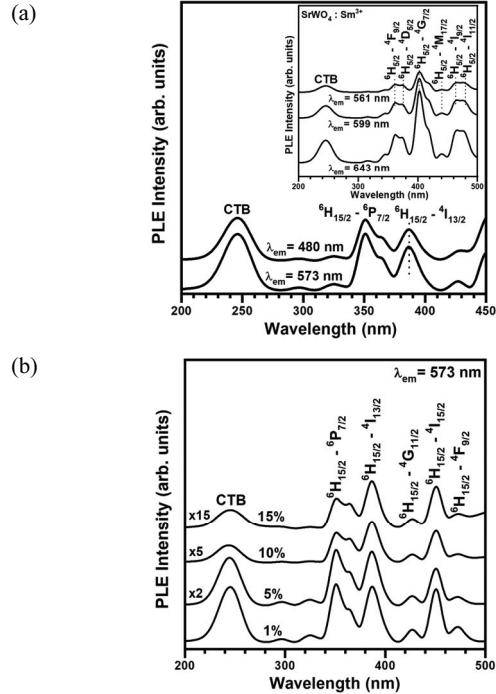 (a)
SrWO₄ : Sm³⁺
⁶H₅/₂ - ⁴F₉/₂
⁶H₅/₂ - ⁴D₅/₂
⁶H₅/₂ - ⁴G₇/₂
⁶H₅/₂ - ⁴M₁₇/₂
⁶H₅/₂ - ⁴I₉/₂
⁶H₅/₂ - ⁴I₁₁/₂
CTB
λem = 561 nm
λem = 599 nm
λem = 643 nm
PLE Intensity (arb. units)
200 300 400 500
Wavelength (nm)
PLE Intensity (arb. units)
CTB
⁶H₁₅/₂ - ⁶P₇/₂ ⁶H₁₅/₂ - ⁴I₁₃/₂
λem = 480 nm
λem = 573 nm
200 250 300 350 400 450
Wavelength (nm)
(b)
λem = 573 nm
PLE Intensity (arb. units)
CTB
⁶H₁₅/₂ - ⁶P₇/₂
⁶H₁₅/₂ - ⁴I₁₃/₂
⁶H₁₅/₂ - ⁴G₁₁/₂
⁶H₁₅/₂ - ⁴I₁₅/₂
⁶H₁₅/₂ - ⁴F₉/₂
x15 15%
x5 10%
x2 5%
1%
200 300 400 500
Wavelength (nm)